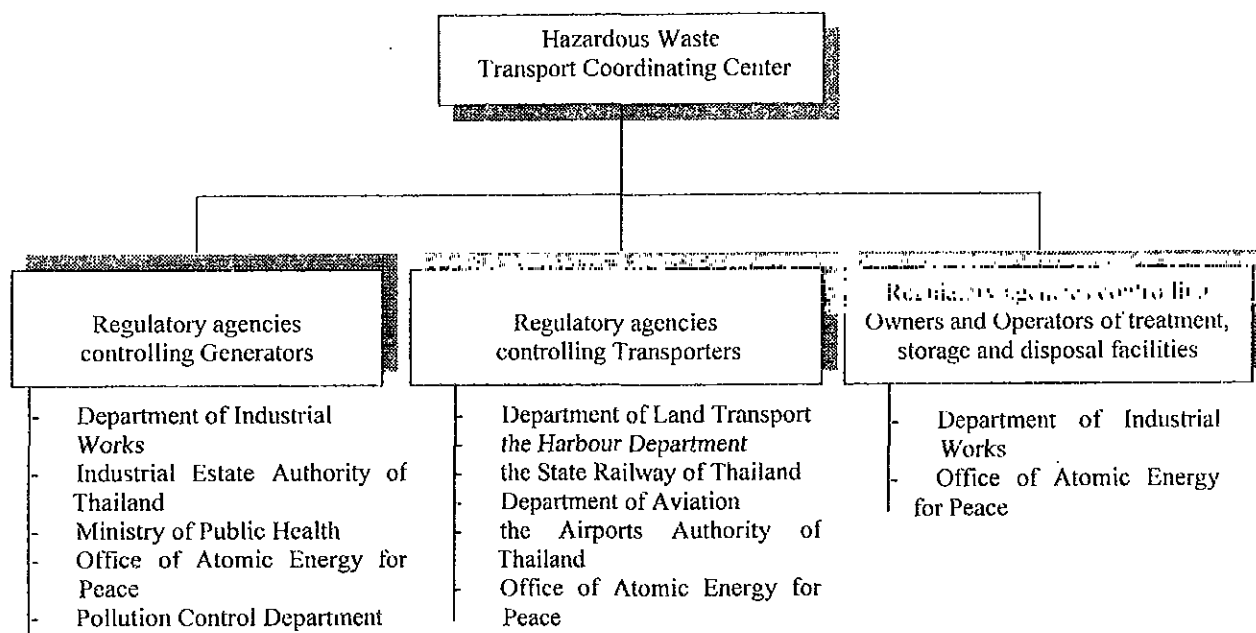 Hazardous Waste
Transport Coordinating Center
Regulatory agencies
controlling Generators
- Department of Industrial
Works
- Industrial Estate Authority of
Thailand
- Ministry of Public Health
- Office of Atomic Energy for
Peace
- Pollution Control Department
Regulatory agencies
controlling Transporters
- Department of Land Transport
- the Harbour Department
- the State Railway of Thailand
- Department of Aviation
- the Airports Authority of
Thailand
- Office of Atomic Energy for
Peace
agencies
Owners and Operators of treatment,
storage and disposal facilities
- Department of Industrial
Works
- Office of Atomic Energy
for Peace